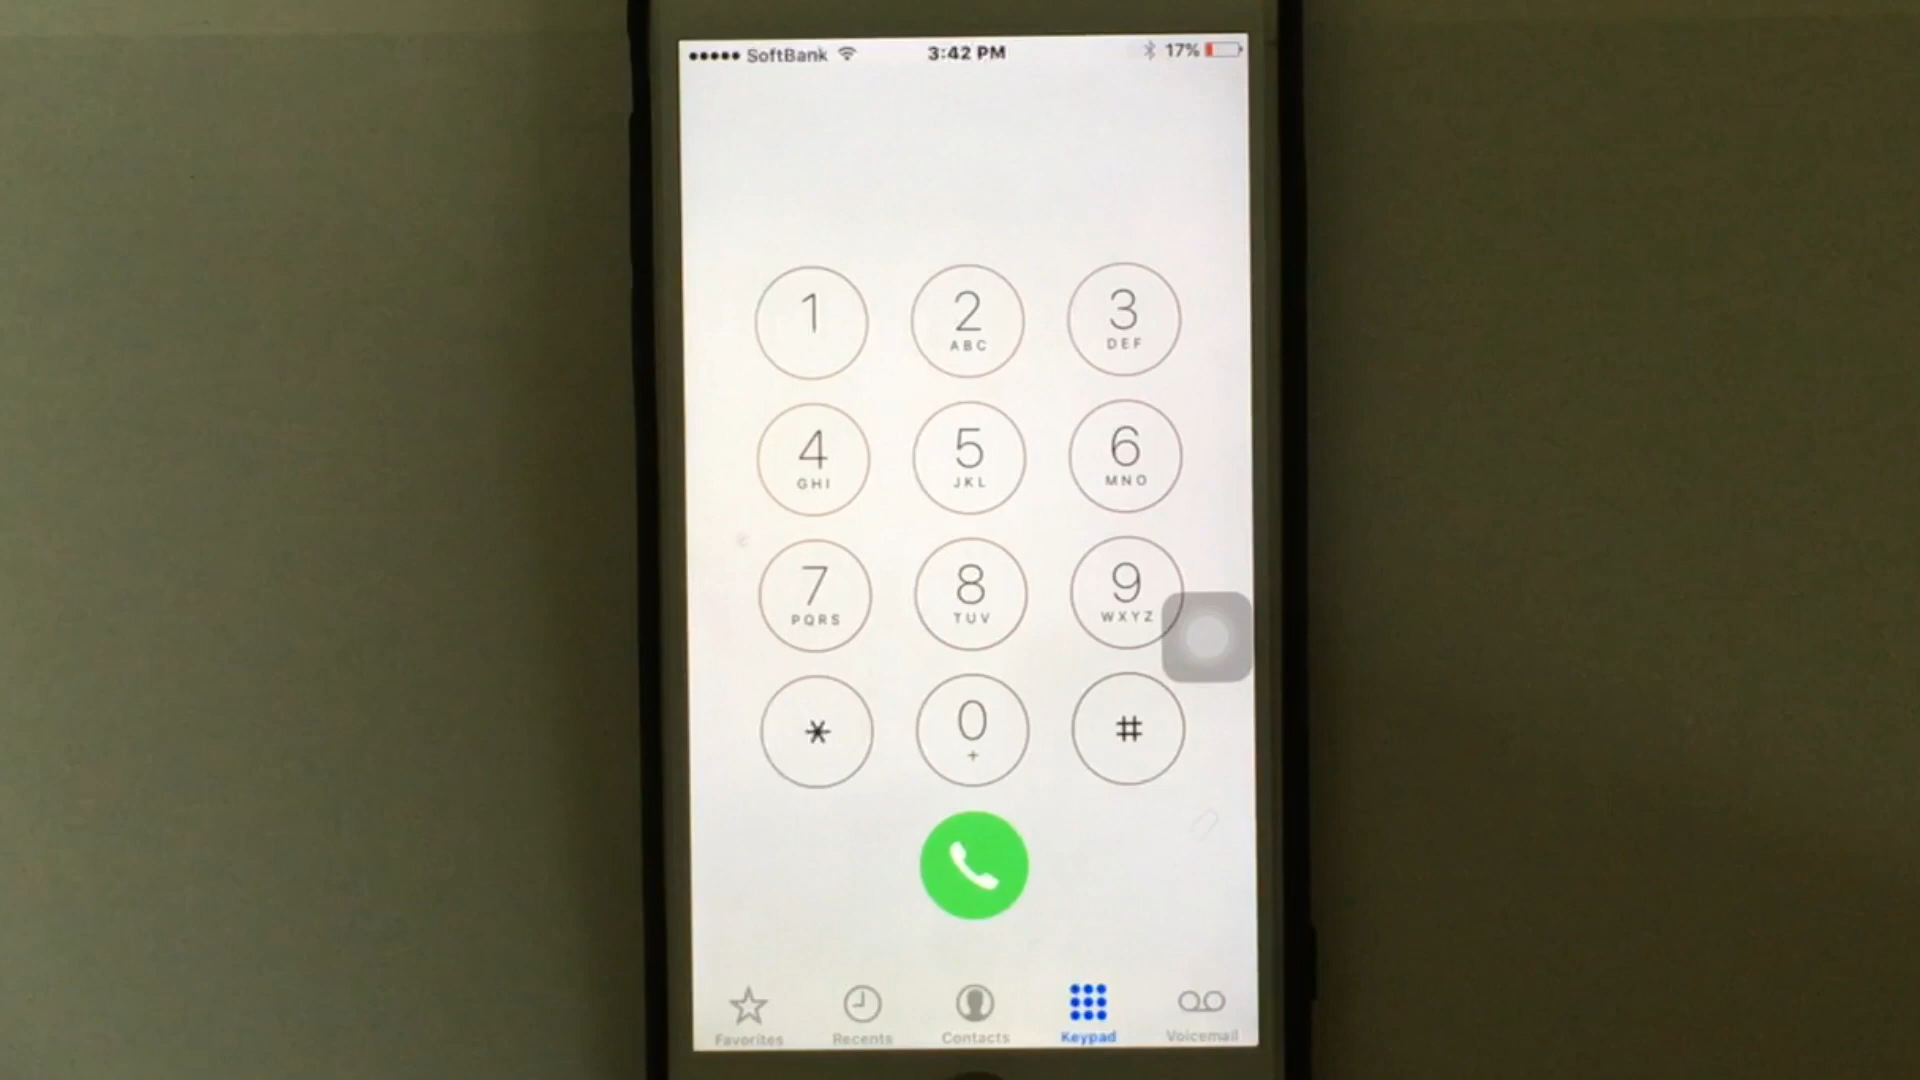 ●●●●● SoftBank 3:42 PM 17%
1 2 3
ABC DEF
4 5 6
GHI JKL MNO
7 8 9
PQRS TUV WXYZ
* 0 #
+
Favorites Recents Contacts Keypad Voicemail